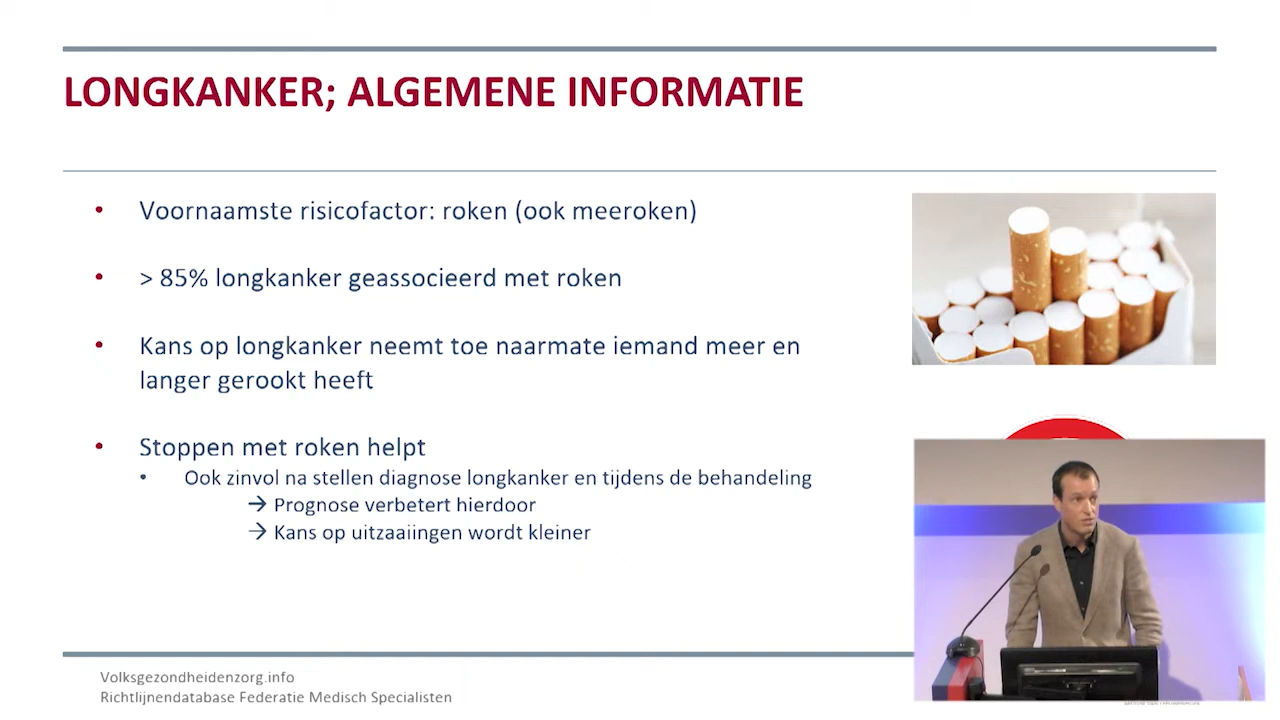 LONGKANKER; ALGEMENE INFORMATIE
• Voornaamste risicofactor: roken (ook meeroken)
• > 85% longkanker geassocieerd met roken
• Kans op longkanker neemt toe naarmate iemand meer en
langer gerookt heeft
• Stoppen met roken helpt
• Ook zinvol na stellen diagnose longkanker en tijdens de behandeling
→ Prognose verbetert hierdoor
→ Kans op uitzaaiingen wordt kleiner
Volksgezondheidenzorg.info
Richtlijnendatabase Federatie Medisch Specialisten